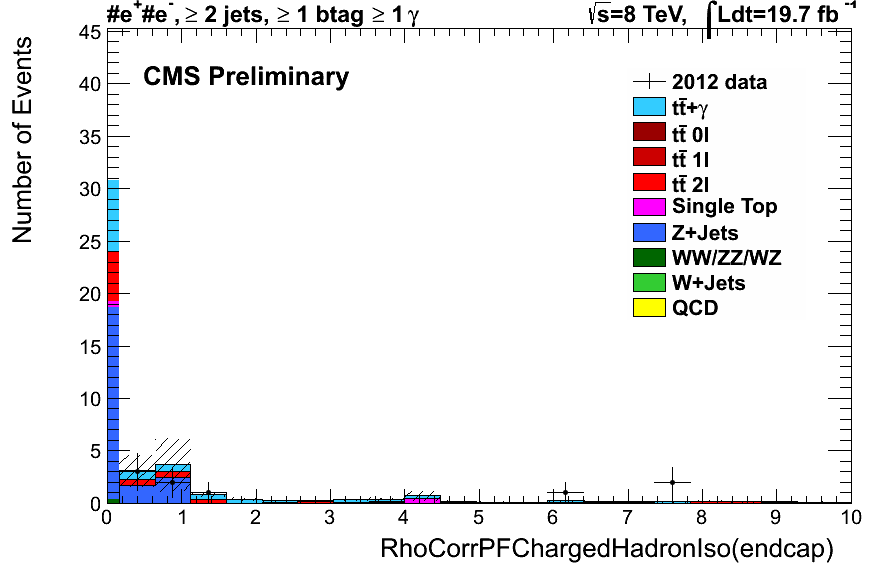 #e⁺#e⁻, ≥ 2 jets, ≥ 1 btag ≥ 1 γ
√s=8 TeV, ∫Ldt=19.7 fb⁻¹
CMS Preliminary
2012 data
tt̄+γ
tt̄ 0l
tt̄ 1l
tt̄ 2l
Single Top
Z+Jets
WW/ZZ/WZ
W+Jets
QCD
Number of Events
45
40
35
30
25
20
15
10
5
0
0 1 2 3 4 5 6 7 8 9 10
RhoCorrPFChargedHadronIso(endcap)